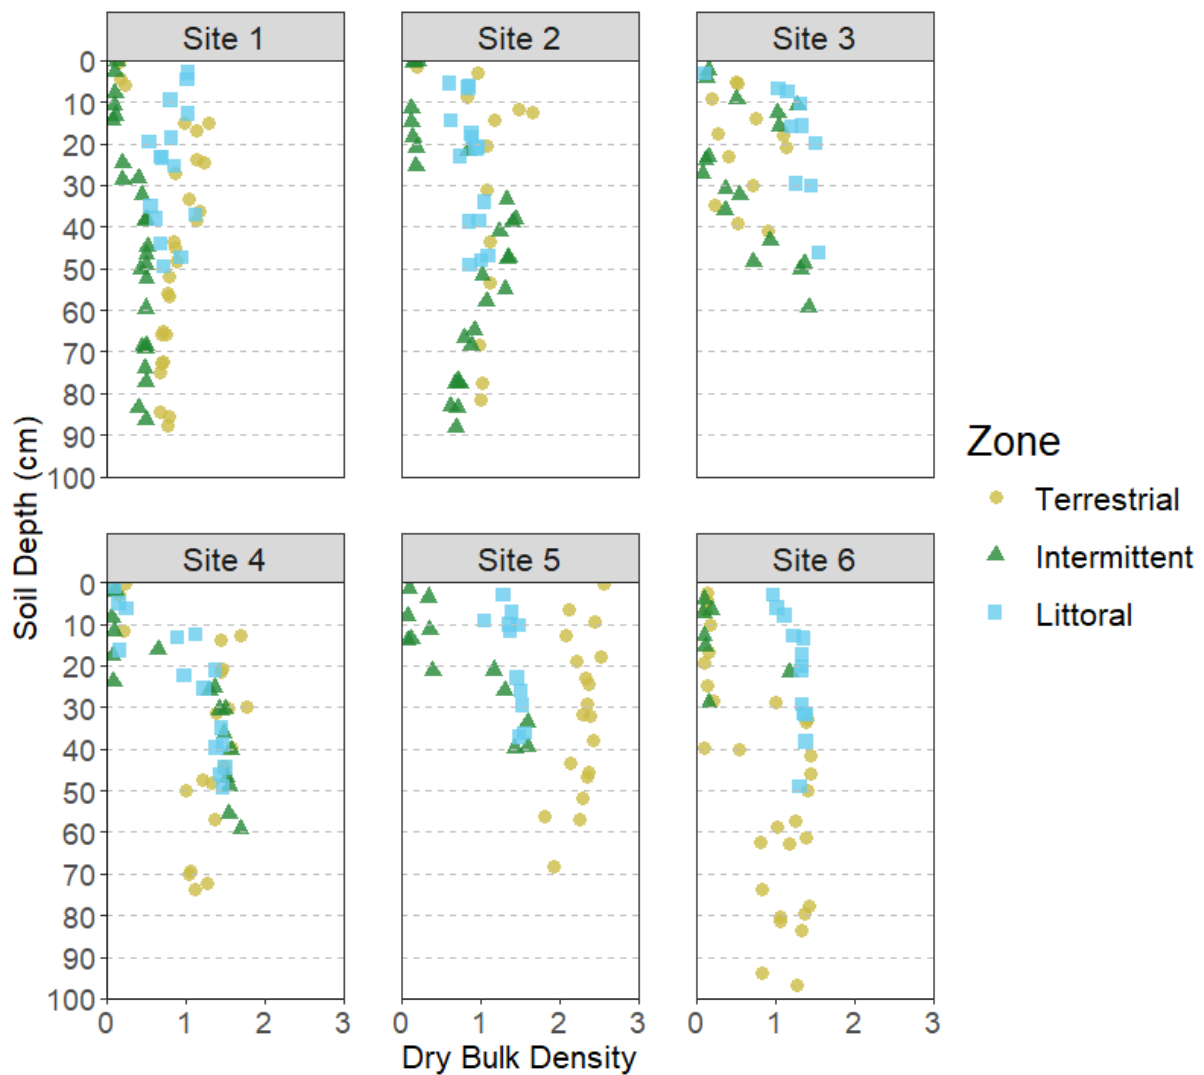 Site 1
Site 2
Site 3
0
10
20
30
40
50
60
70
80
90
100
Soil Depth (cm)
Site 4
Site 5
Site 6
0
10
20
30
40
50
60
70
80
90
100
0 1 2 3
0 1 2 3
0 1 2 3
Dry Bulk Density
Zone
Terrestrial
Intermittent
Littoral